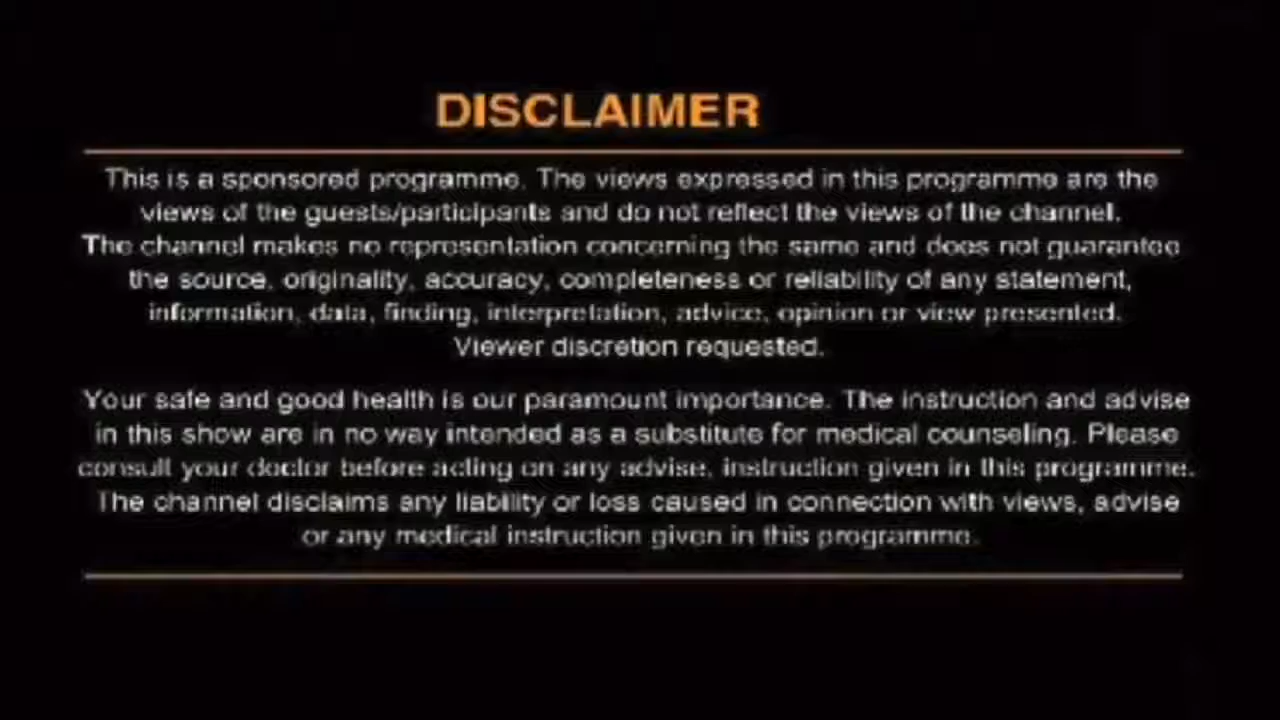 DISCLAIMER
This is a sponsored programme. The views expressed in this programme are the
views of the guests/participants and do not reflect the views of the channel.
The channel makes no representation concerning the same and does not guarantee
the source, originality, accuracy, completeness or reliability of any statement,
information, data, finding, interpretation, advice, opinion or view presented.
Viewer discretion requested.
Your safe and good health is our paramount importance. The instruction and advise
in this show are in no way intended as a substitute for medical counseling. Please
consult your doctor before acting on any advise, instruction given in this programme.
The channel disclaims any liability or loss caused in connection with views, advise
or any medical instruction given in this programme.